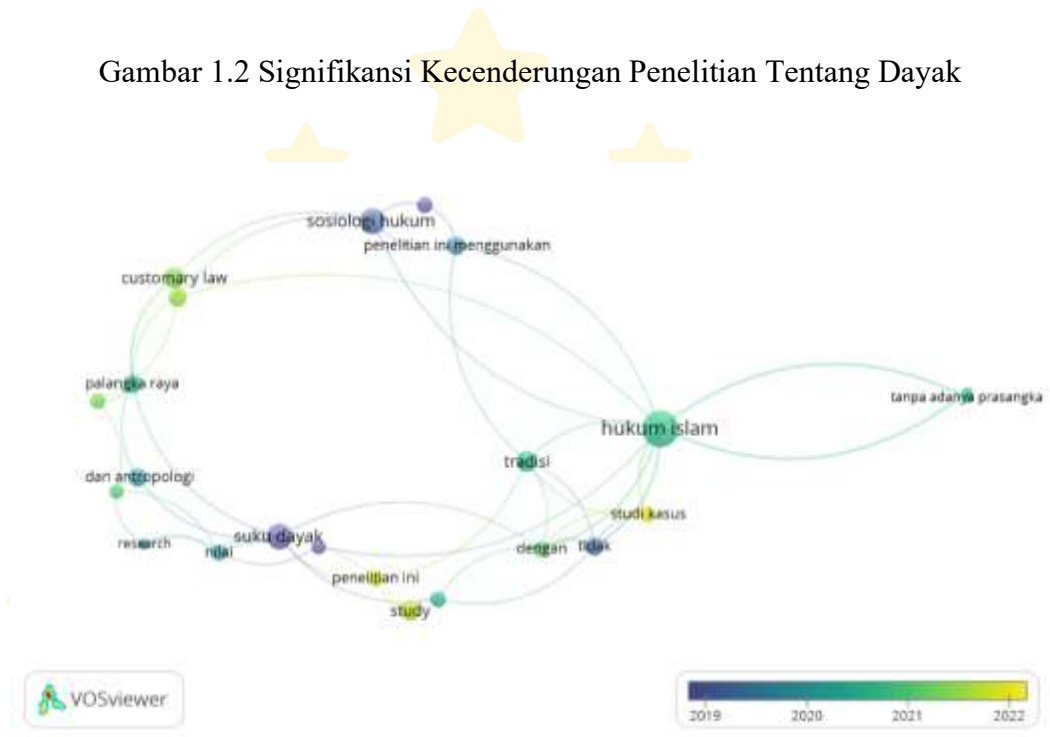 Gambar 1.2 Signifikansi Kecenderungan Penelitian Tentang Dayak
sosiologi hukum
penelitian ini menggunakan
customary law
palangka raya
tanpa adanya prasangka
hukum islam
tradisi
dan antropologi
studi kasus
suku dayak
research
nilai
dengan
tidak
penelitian ini
study
VOSviewer
2019
2020
2021
2022